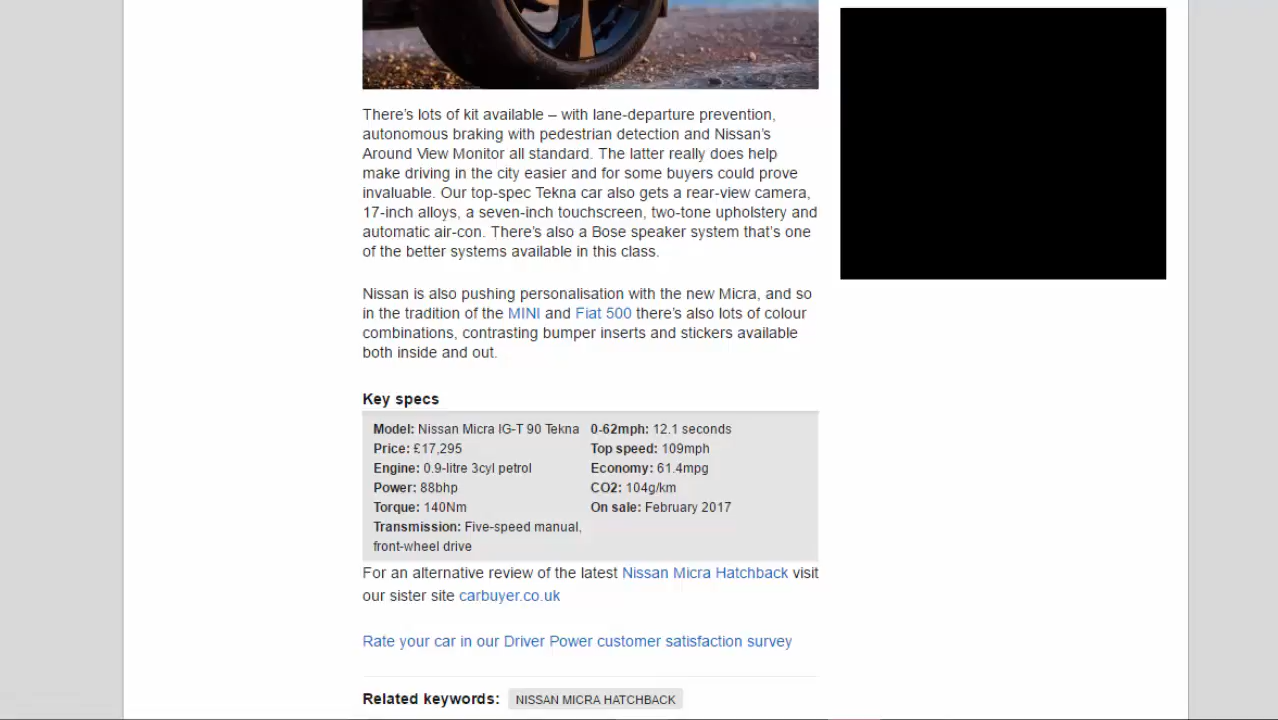 There's lots of kit available – with lane-departure prevention,
autonomous braking with pedestrian detection and Nissan's
Around View Monitor all standard. The latter really does help
make driving in the city easier and for some buyers could prove
invaluable. Our top-spec Tekna car also gets a rear-view camera,
17-inch alloys, a seven-inch touchscreen, two-tone upholstery and
automatic air-con. There's also a Bose speaker system that's one
of the better systems available in this class.
Nissan is also pushing personalisation with the new Micra, and so
in the tradition of the MINI and Fiat 500 there's also lots of colour
combinations, contrasting bumper inserts and stickers available
both inside and out.
Key specs
Model: Nissan Micra IG-T 90 Tekna
Price: £17,295
Engine: 0.9-litre 3cyl petrol
Power: 88bhp
Torque: 140Nm
Transmission: Five-speed manual,
front-wheel drive
0-62mph: 12.1 seconds
Top speed: 109mph
Economy: 61.4mpg
CO2: 104g/km
On sale: February 2017
For an alternative review of the latest Nissan Micra Hatchback visit
our sister site carbuyer.co.uk
Rate your car in our Driver Power customer satisfaction survey
Related keywords: NISSAN MICRA HATCHBACK